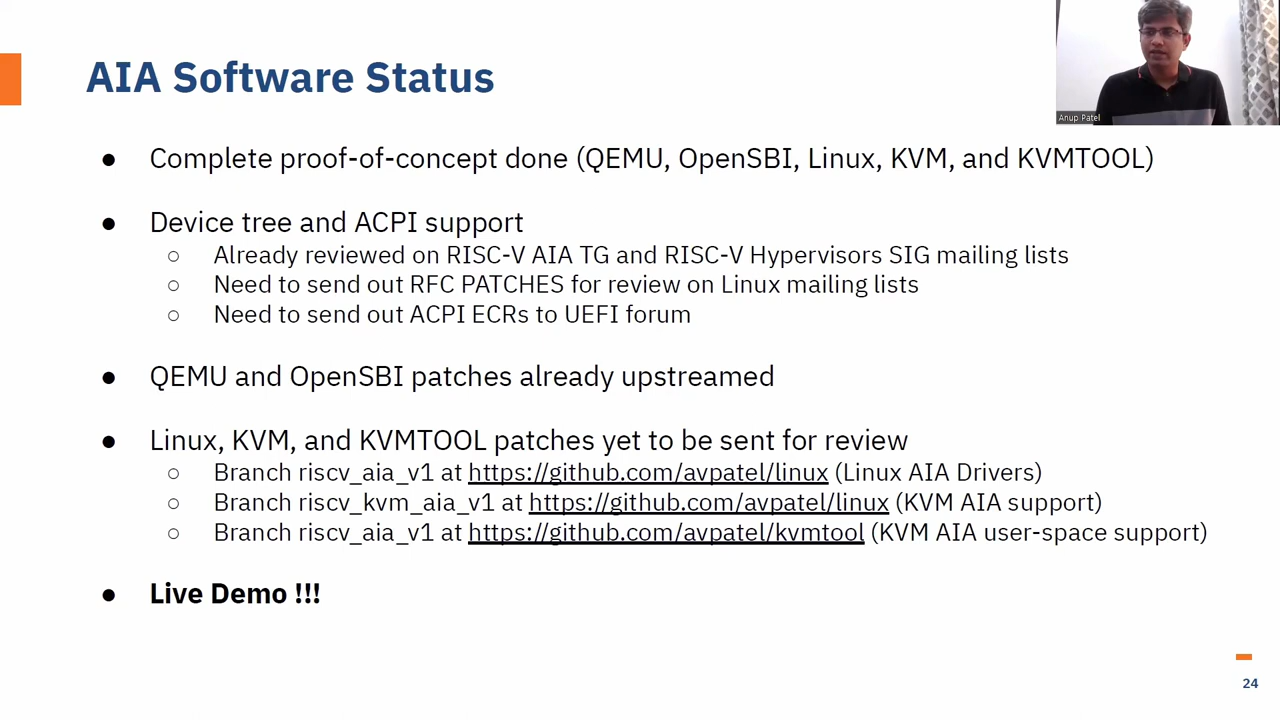 AIA Software Status
Anup Patel
● Complete proof-of-concept done (QEMU, OpenSBI, Linux, KVM, and KVMTOOL)
● Device tree and ACPI support
○ Already reviewed on RISC-V AIA TG and RISC-V Hypervisors SIG mailing lists
○ Need to send out RFC PATCHES for review on Linux mailing lists
○ Need to send out ACPI ECRs to UEFI forum
● QEMU and OpenSBI patches already upstreamed
● Linux, KVM, and KVMTOOL patches yet to be sent for review
○ Branch riscv_aia_v1 at https://github.com/avpatel/linux (Linux AIA Drivers)
○ Branch riscv_kvm_aia_v1 at https://github.com/avpatel/linux (KVM AIA support)
○ Branch riscv_aia_v1 at https://github.com/avpatel/kvmtool (KVM AIA user-space support)
● Live Demo !!!
24